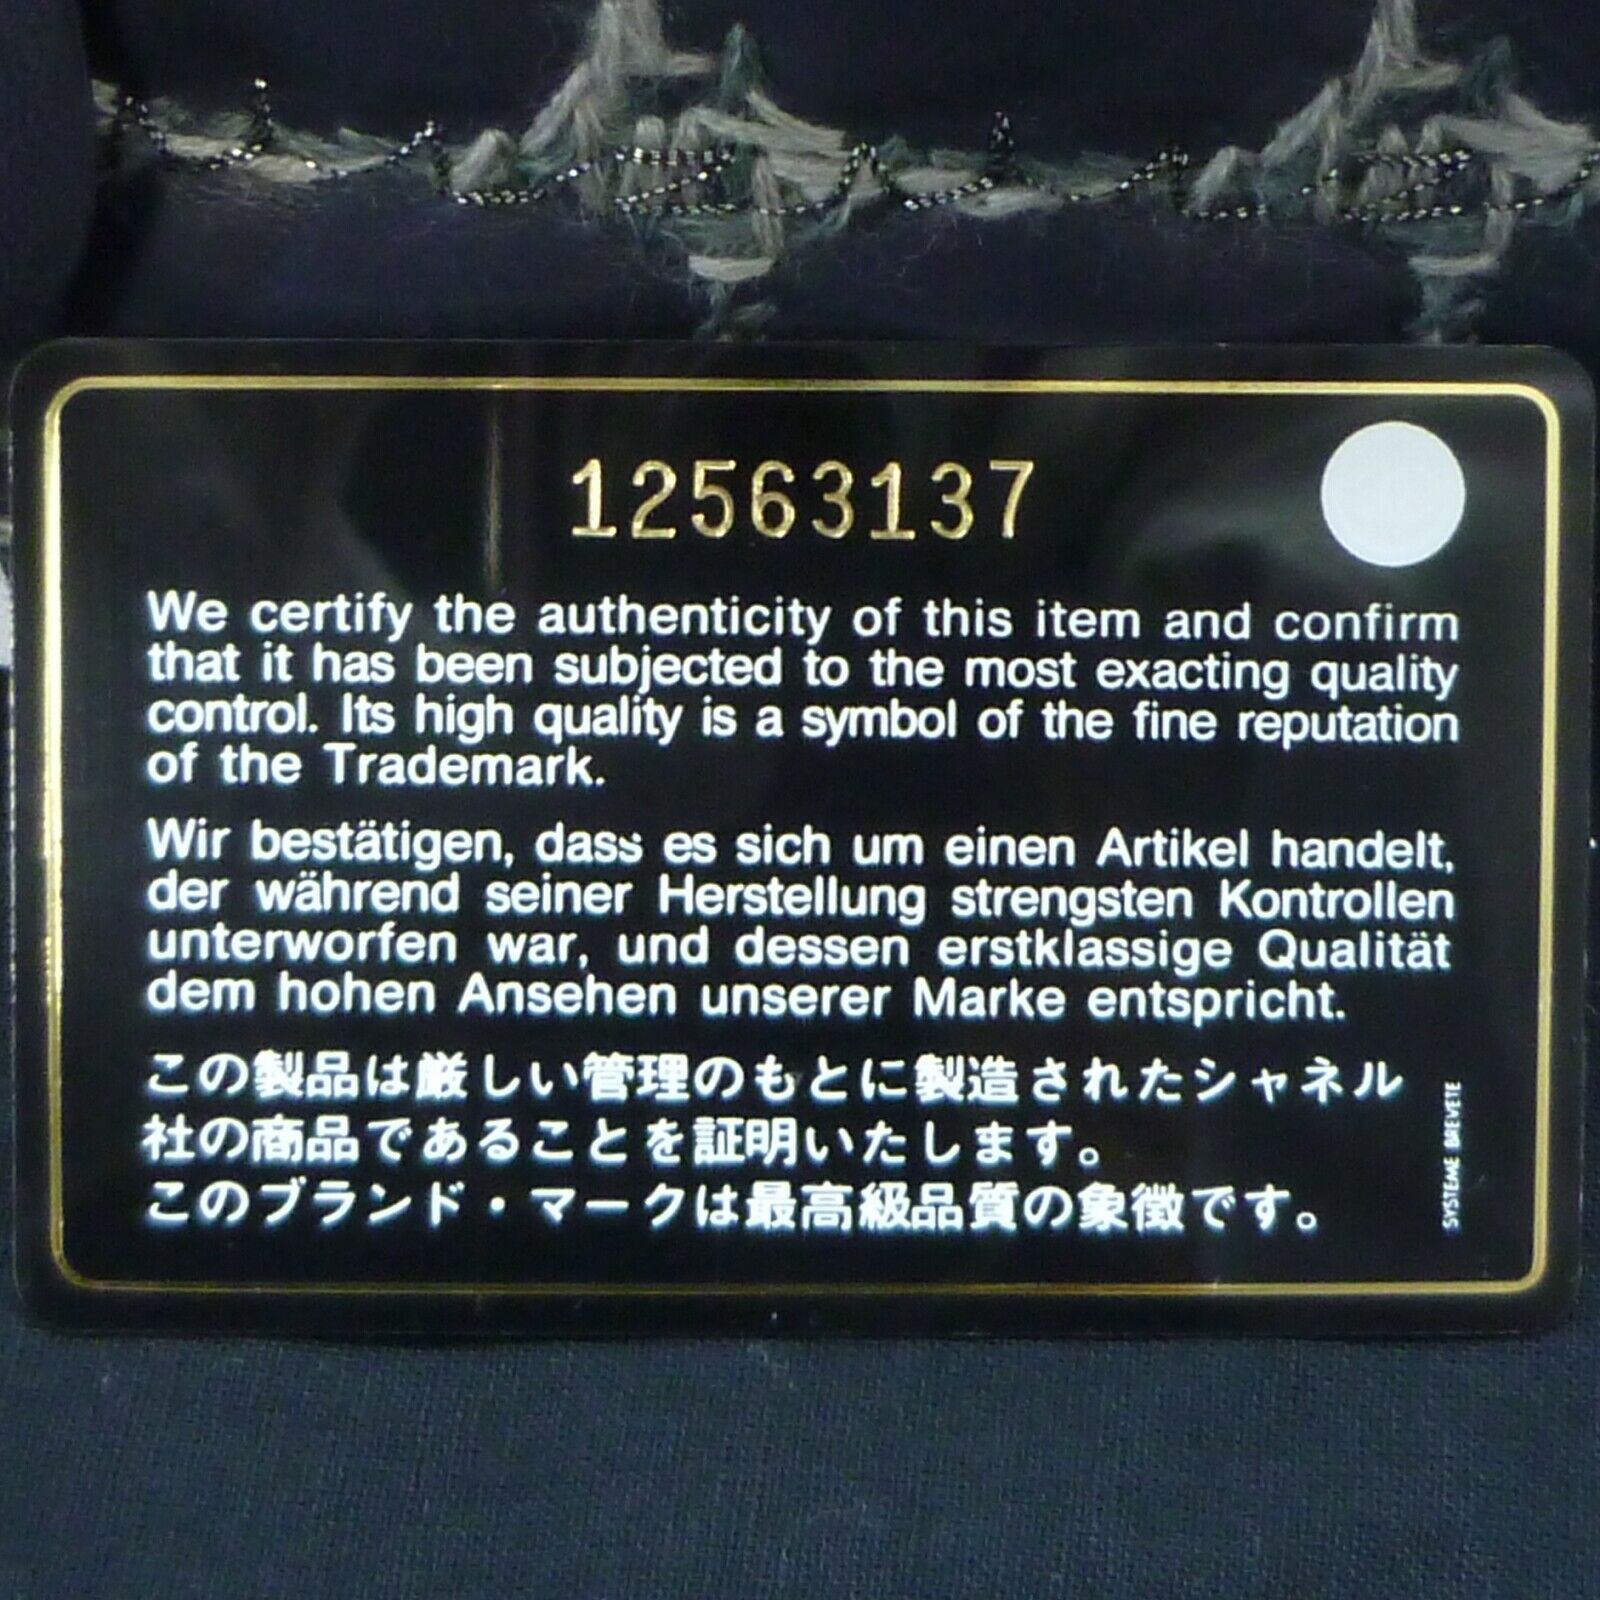 12563137
We certify the authenticity of this item and confirm
that it has been subjected to the most exacting quality
control. Its high quality is a symbol of the fine reputation
of the Trademark.
Wir bestätigen, dass es sich um einen Artikel handelt,
der während seiner Herstellung strengsten Kontrollen
unterworfen war, und dessen erstklassige Qualität
dem hohen Ansehen unserer Marke entspricht.
この製品は厳しい管理のもとに製造されたシャネル
社の商品であることを証明いたします。
このブランド・マークは最高級品質の象徴です。
SYSTEME BREVETE